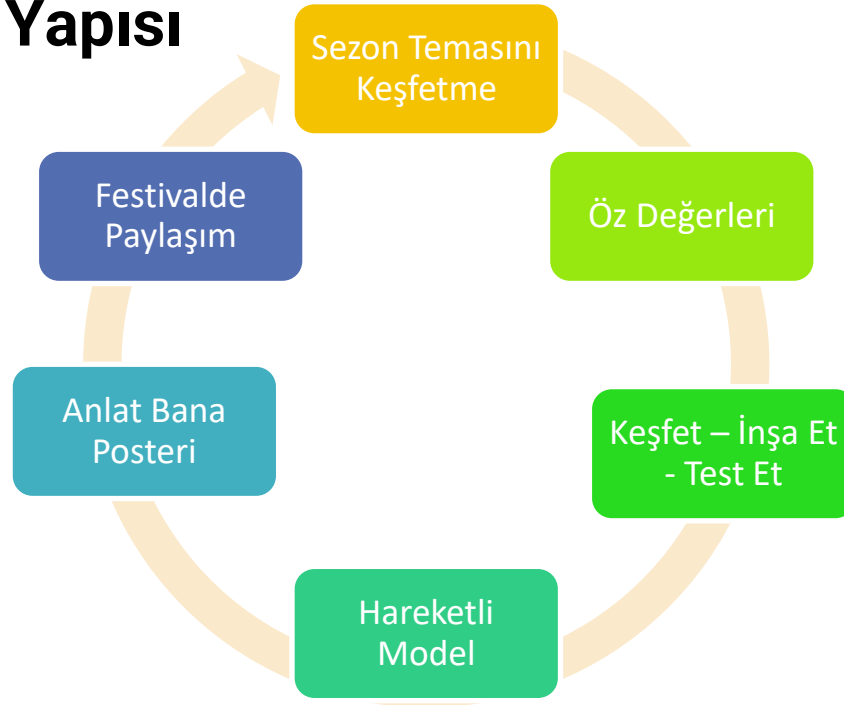 Yapısı
Sezon Temasını
Keşfetme
Öz Değerleri
Keşfet – İnşa Et
- Test Et
Hareketli
Model
Anlat Bana
Posteri
Festivalde
Paylaşım